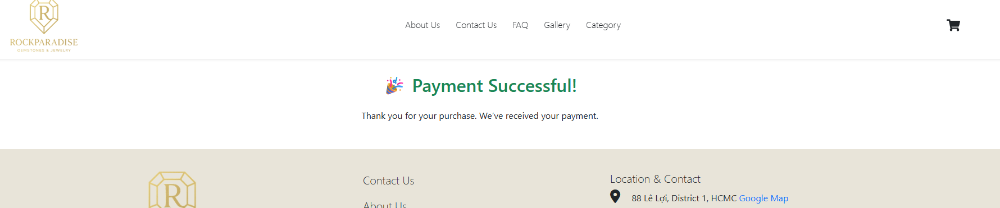 R
ROCKPARADISE
GEMSTONES & JEWELRY
About Us Contact Us FAQ Gallery Category
Payment Successful!
Thank you for your purchase. We've received your payment.
R
Contact Us
About Us
Location & Contact
88 Lê Lợi, District 1, HCMC Google Map